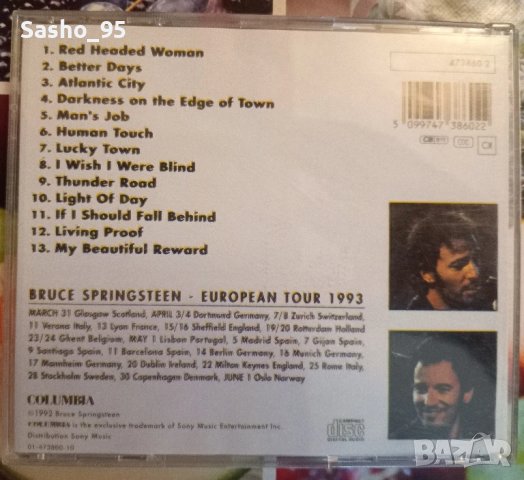 Sasho_95
1. Red Headed Woman
2. Better Days
3. Atlantic City
4. Darkness on the Edge of Town
5. Man's Job
6. Human Touch
7. Lucky Town
8. I Wish I Were Blind
9. Thunder Road
10. Light Of Day
11. If I Should Fall Behind
12. Living Proof
13. My Beautiful Reward
473860-2
5 099747 386022
BRUCE SPRINGSTEEN - EUROPEAN TOUR 1993
MARCH 31 Glasgow Scotland, APRIL 3/4 Dortmund Germany, 7/8 Zurich Switzerland,
11 Verona Italy, 13 Lyon France, 15/16 Sheffield England, 19/20 Rotterdam Holland
23/24 Ghent Belgium, MAY 1 Lisbon Portugal, 5 Madrid Spain, 7 Gijon Spain,
9 Santiago Spain, 11 Barcelona Spain, 14 Berlin Germany, 16 Munich Germany,
17 Mannheim Germany, 20 Dublin Ireland, 22 Milton Keynes England, 25 Rome Italy,
28 Stockholm Sweden, 30 Copenhagen Denmark, JUNE 1 Oslo Norway
COLUMBIA
©1992 Bruce Springsteen
COLUMBIA is the exclusive trademark of Sony Music Entertainment Inc.
Distribution Sony Music
01-473860-10
COMPACT
disc
DIGITAL AUDIO
BAZAR